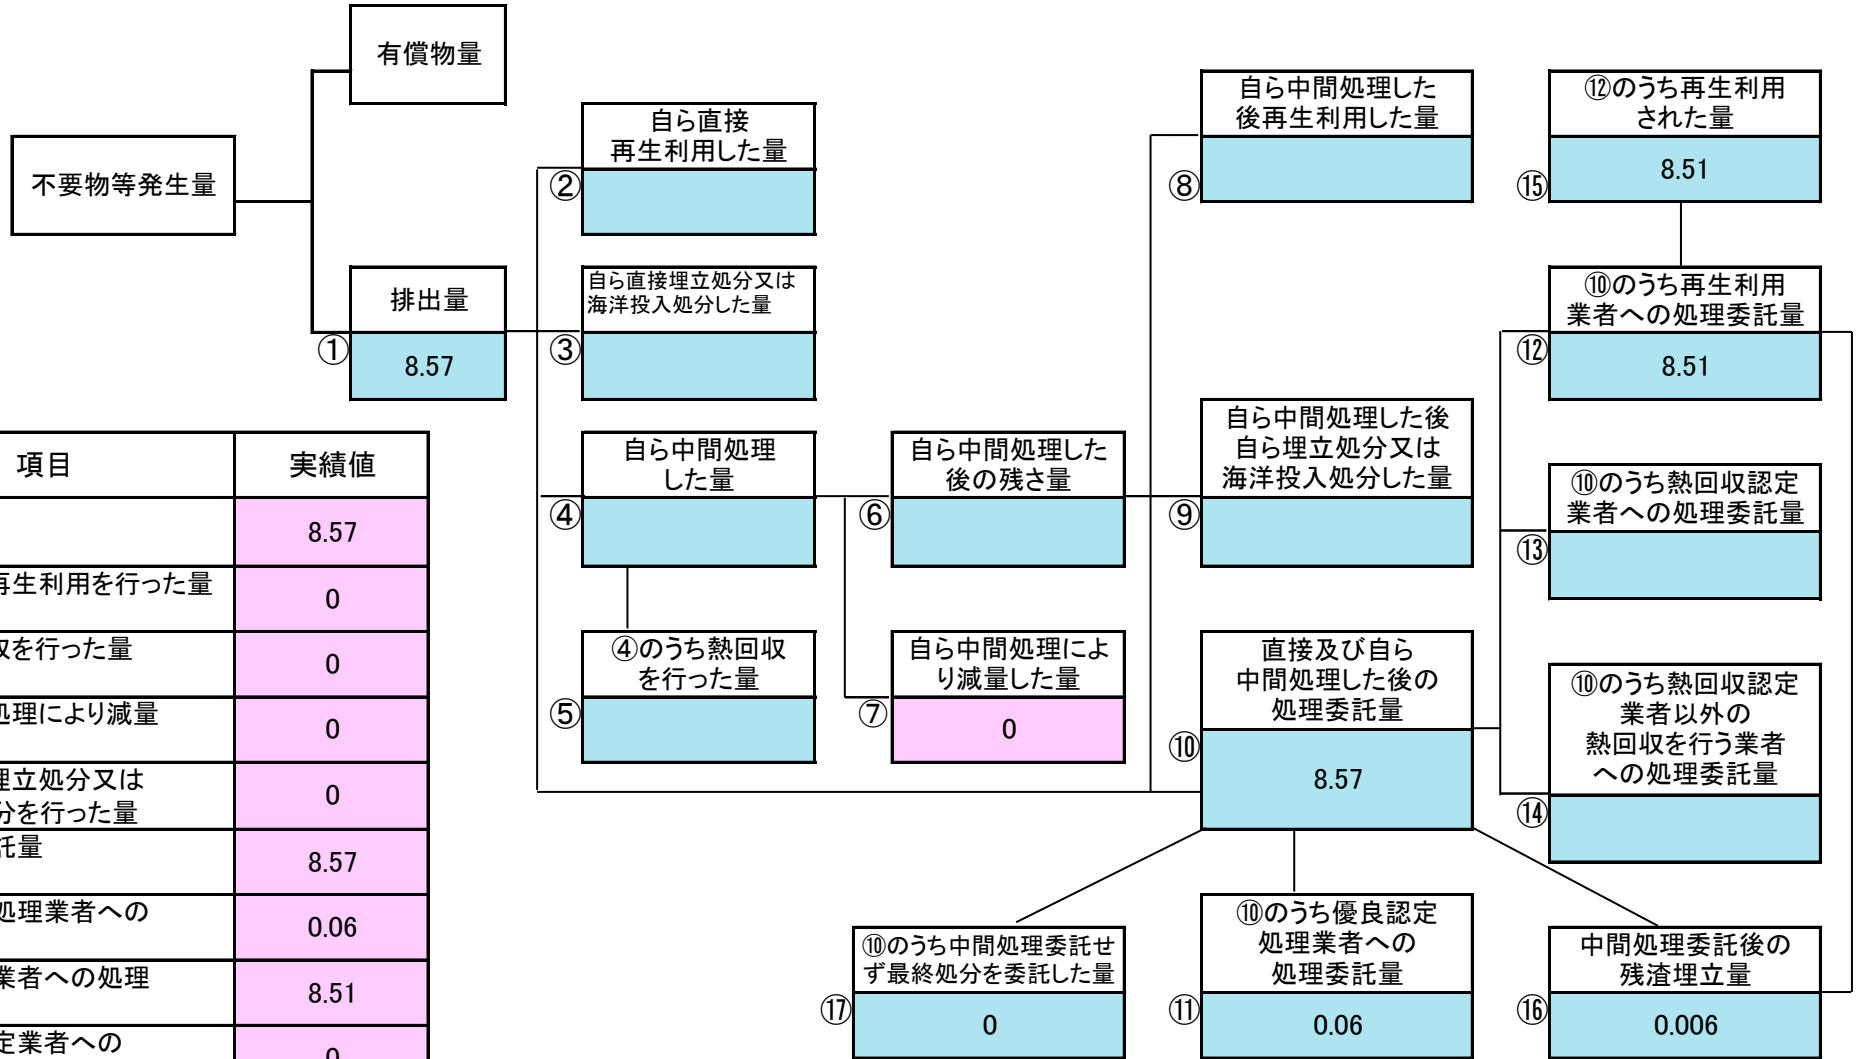 有償物量
不要物等発生量
排出量
①
8.57
自ら直接
再生利用した量
②
自ら直接埋立処分又は
海洋投入処分した量
③
自ら中間処理
した量
④
④のうち熱回収
を行った量
⑤
自ら中間処理した
後の残さ量
⑥
自ら中間処理によ
り減量した量
⑦
0
自ら中間処理した
後再生利用した量
⑧
自ら中間処理した後
自ら埋立処分又は
海洋投入処分した量
⑨
直接及び自ら
中間処理した後の
処理委託量
⑩
8.57
⑫のうち再生利用
された量
⑮
8.51
⑩のうち再生利用
業者への処理委託量
⑫
8.51
⑩のうち熱回収認定
業者への処理委託量
⑬
⑩のうち熱回収認定
業者以外の
熱回収を行う業者
への処理委託量
⑭
⑩のうち中間処理委託せ
ず最終処分を委託した量
⑰
0
⑩のうち優良認定
処理業者への
処理委託量
⑪
0.06
中間処理委託後の
残渣埋立量
⑯
0.006
項目 実績値
8.57
再生利用を行った量 0
を行った量 0
処理により減量 0
埋立処分又は
分を行った量 0
託量 8.57
処理業者への 0.06
業者への処理 8.51
定業者への 0